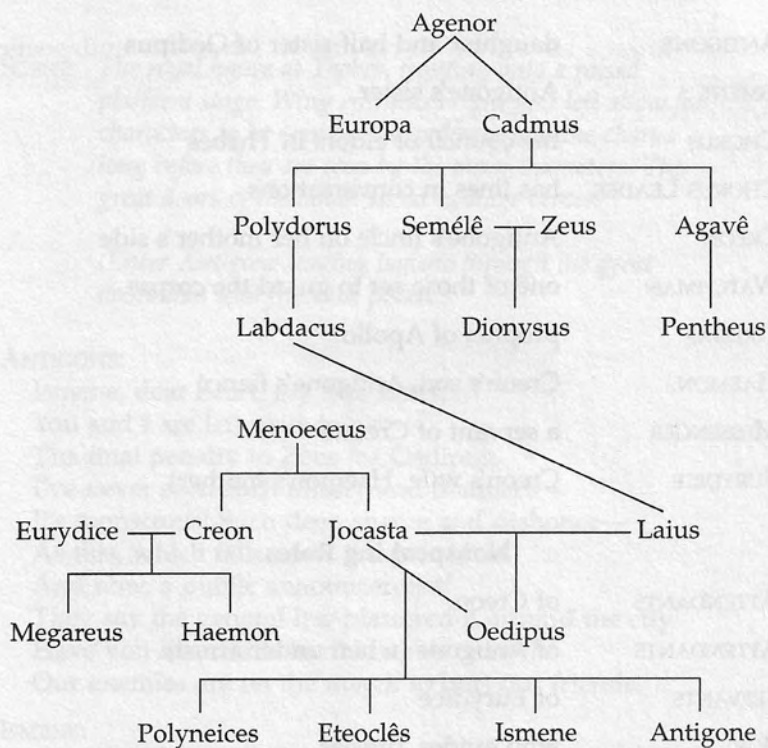 Agenor
Europa Cadmus
Polydorus Semélê Zeus Agavê
Labdacus Dionysus Pentheus
Menoeceus
Eurydice Creon Jocasta Laius
Megareus Haemon Oedipus
Polyneices Eteoclês Ismene Antigone